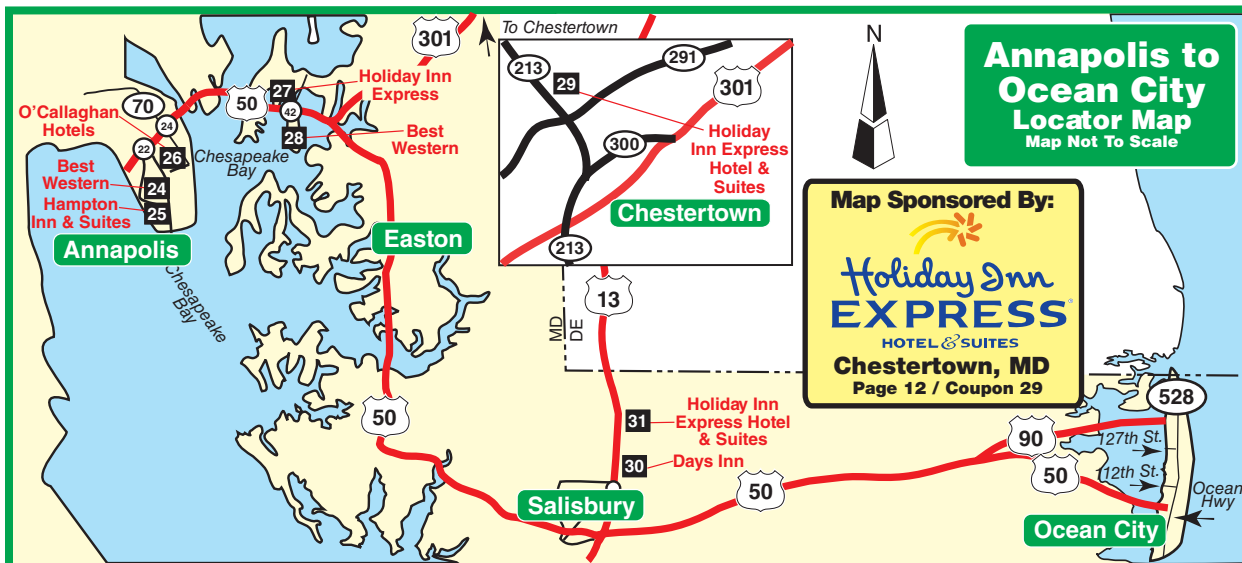 Annapolis to
Ocean City
Locator Map
Map Not To Scale
N
To Chestertown
301
213
291
29
301
Holiday
Inn Express
Hotel &
Suites
300
Chestertown
213
27
Holiday Inn
Express
50
42
70
24
O'Callaghan
Hotels
22
26
28
Best
Western
Chesapeake
Bay
Best
Western
24
Hampton
Inn & Suites
25
Annapolis
Easton
Chesapeake
Bay
13
MD
DE
Map Sponsored By:
Holiday Inn
EXPRESS®
HOTEL & SUITES
Chestertown, MD
Page 12 / Coupon 29
50
31
Holiday Inn
Express Hotel
& Suites
30
Days Inn
528
90
127th St.
112th St.
50
50
Salisbury
Ocean City
Ocean
Hwy